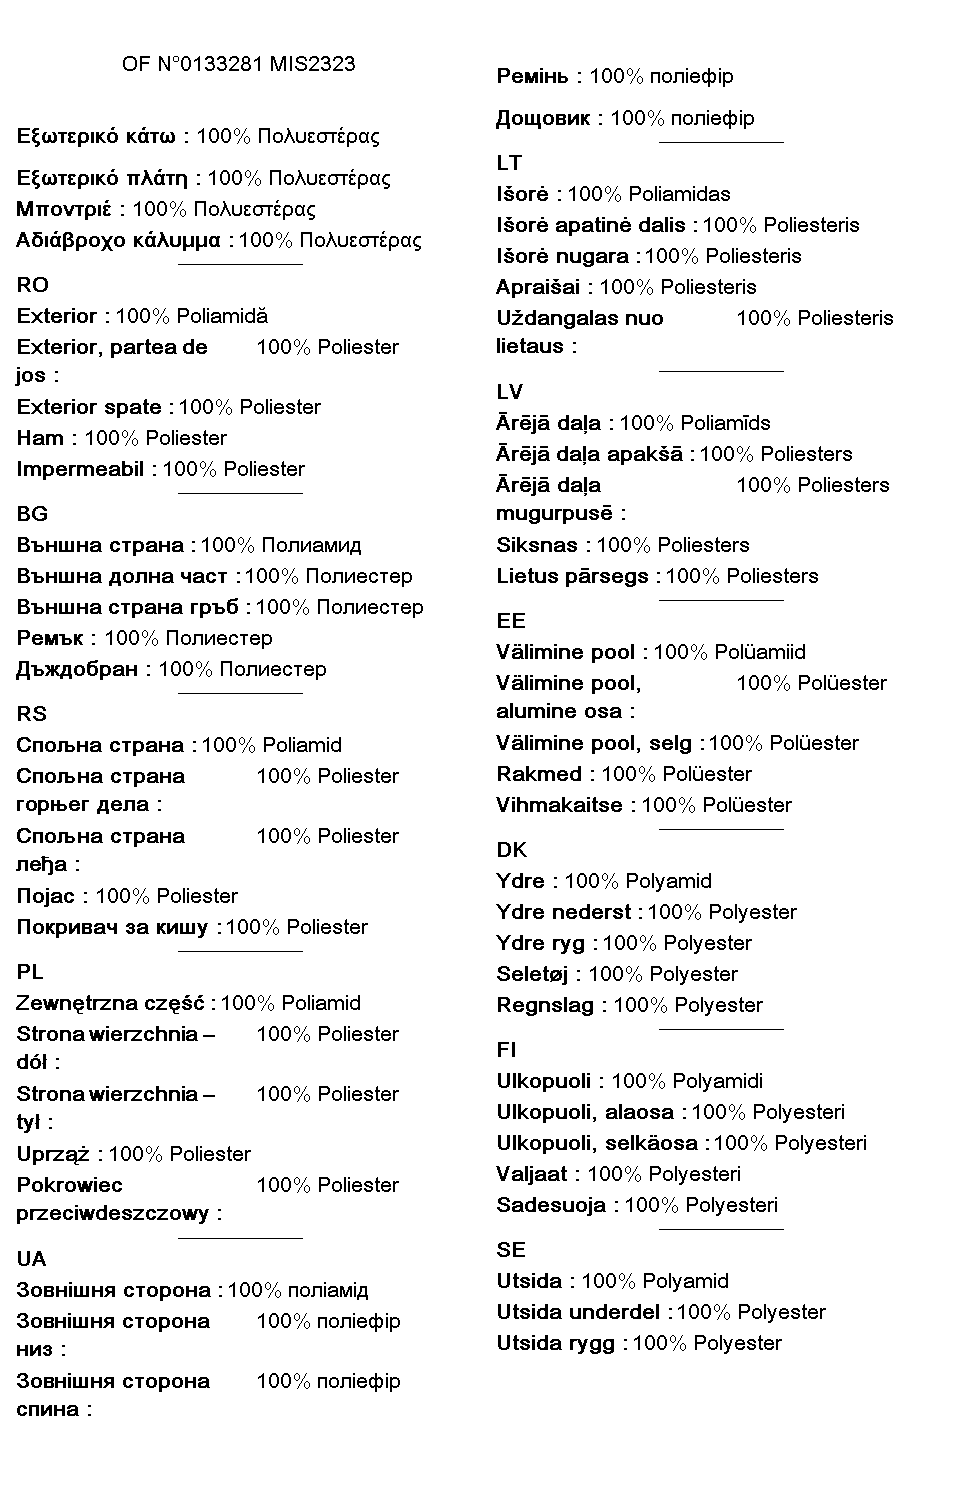 OF N°0133281 MIS2323
Εξωτερικό κάτω : 100% Πολυεστέρας
Εξωτερικό πλάτη : 100% Πολυεστέρας
Μποντριέ : 100% Πολυεστέρας
Αδιάβροχο κάλυμμα : 100% Πολυεστέρας
RO
Exterior : 100% Poliamidă
Exterior, partea de 100% Poliester
jos :
Exterior spate : 100% Poliester
Ham : 100% Poliester
Impermeabil : 100% Poliester
BG
Външна страна : 100% Полиамид
Външна долна част : 100% Полиестер
Външна страна гръб : 100% Полиестер
Ремък : 100% Полиестер
Дъждобран : 100% Полиестер
RS
Спољна страна : 100% Poliamid
Спољна страна 100% Poliester
горњег дела :
Спољна страна 100% Poliester
леђа :
Појас : 100% Poliester
Покривач за кишу : 100% Poliester
PL
Zewnętrzna część : 100% Poliamid
Strona wierzchnia – 100% Poliester
dół :
Strona wierzchnia – 100% Poliester
tył :
Uprząż : 100% Poliester
Pokrowiec 100% Poliester
przeciwdeszczowy :
UA
Зовнішня сторона : 100% поліамід
Зовнішня сторона 100% поліефір
низ :
Зовнішня сторона 100% поліефір
спина :
Ремінь : 100% поліефір
Дощовик : 100% поліефір
LT
Išorė : 100% Poliamidas
Išorė apatinė dalis : 100% Poliesteris
Išorė nugara : 100% Poliesteris
Apraišai : 100% Poliesteris
Uždangalas nuo 100% Poliesteris
lietaus :
LV
Ārējā daļa : 100% Poliamīds
Ārējā daļa apakšā : 100% Poliesters
Ārējā daļa 100% Poliesters
mugurpusē :
Siksnas : 100% Poliesters
Lietus pārsegs : 100% Poliesters
EE
Välimine pool : 100% Polüamiid
Välimine pool, 100% Polüester
alumine osa :
Välimine pool, selg : 100% Polüester
Rakmed : 100% Polüester
Vihmakaitse : 100% Polüester
DK
Ydre : 100% Polyamid
Ydre nederst : 100% Polyester
Ydre ryg : 100% Polyester
Seletøj : 100% Polyester
Regnslag : 100% Polyester
FI
Ulkopuoli : 100% Polyamidi
Ulkopuoli, alaosa : 100% Polyesteri
Ulkopuoli, selkäosa : 100% Polyesteri
Valjaat : 100% Polyesteri
Sadesuoja : 100% Polyesteri
SE
Utsida : 100% Polyamid
Utsida underdel : 100% Polyester
Utsida rygg : 100% Polyester